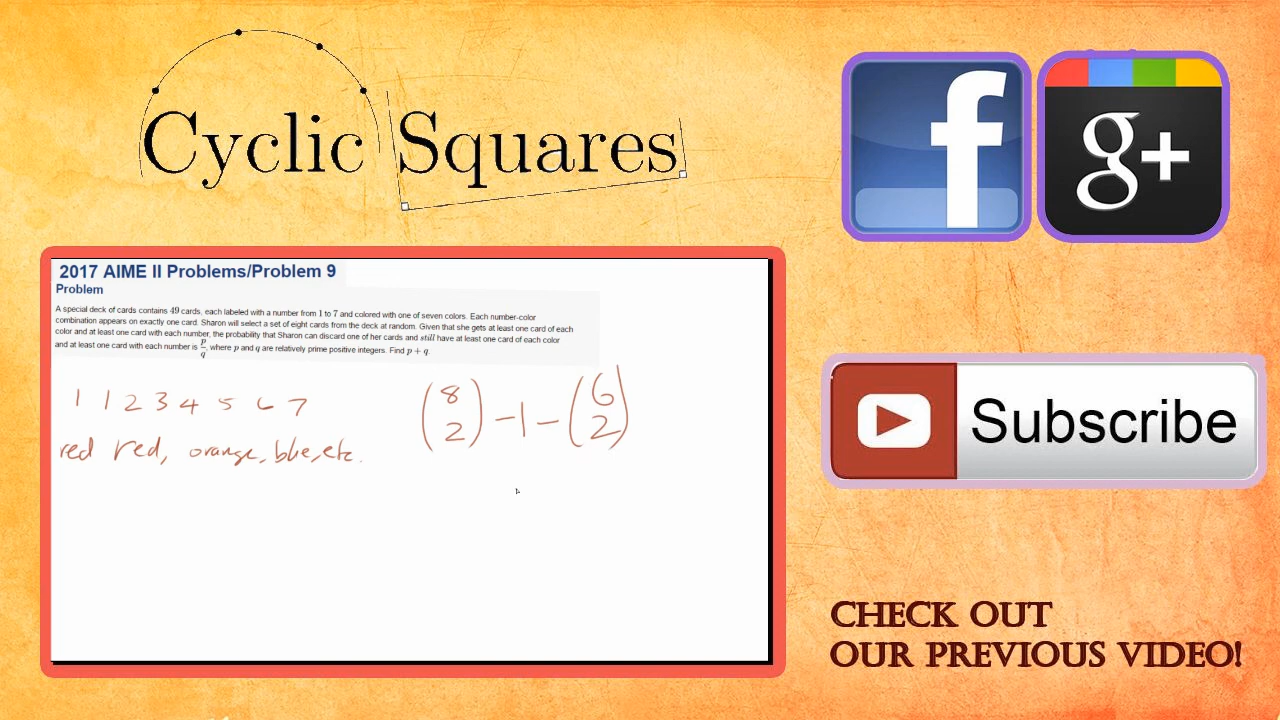 Cyclic Squares
f
g+
2017 AIME II Problems/Problem 9
Problem
A special deck of cards contains 49 cards, each labeled with a number from 1 to 7 and colored with one of seven colors. Each number-color
combination appears on exactly one card. Sharon will select a set of eight cards from the deck at random. Given that she gets at least one card of each
color and at least one card with each number, the probability that Sharon can discard one of her cards and still have at least one card of each color
and at least one card with each number is p/q, where p and q are relatively prime positive integers. Find p + q.
1 1 2 3 4 5 6 7
red red, orange, blue, etc.
(8 2) - 1 - (6 2)
Subscribe
CHECK OUT
OUR PREVIOUS VIDEO!